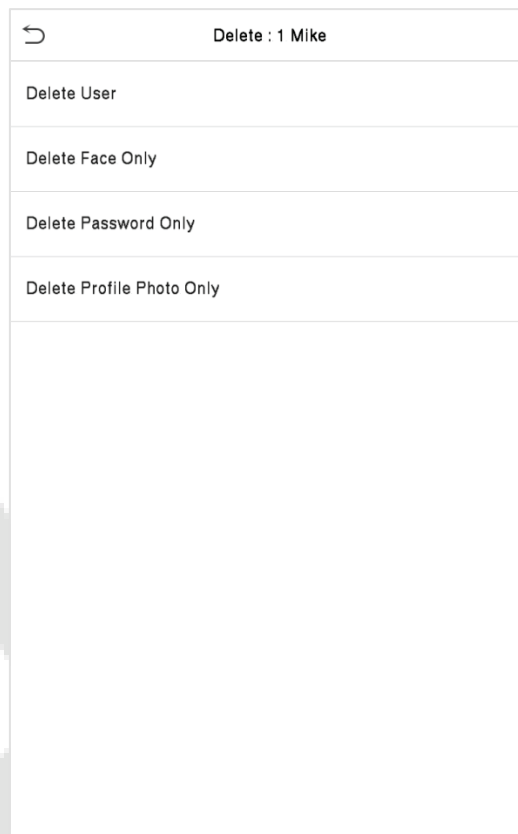 Delete : 1 Mike
Delete User
Delete Face Only
Delete Password Only
Delete Profile Photo Only